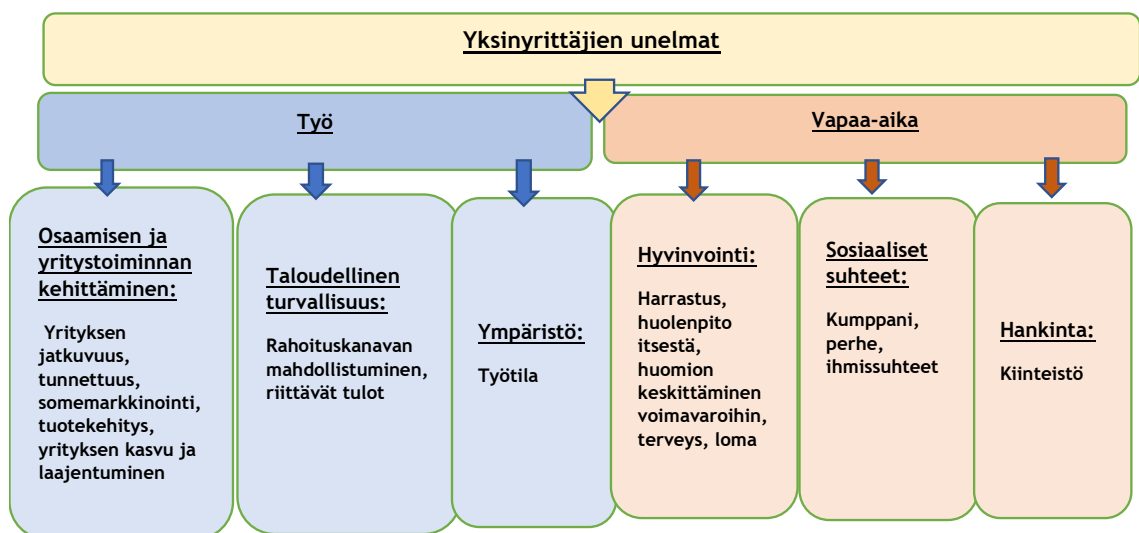 Yksinyrittäjien unelmat
Työ
Vapaa-aika
Osaamisen ja
yritystoiminnan
kehittäminen:
Yrityksen
jatkuvuus,
tunnettuus,
somemarkkinointi,
tuotekehitys,
yrityksen kasvu ja
laajentuminen
Taloudellinen
turvallisuus:
Rahoituskanavan
mahdollistuminen,
riittävät tulot
Ympäristö:
Työtila
Hyvinvointi:
Harrastus,
huolenpito
itsestä,
huomion
keskittäminen
voimavaroihin,
terveys, loma
Sosiaaliset
suhteet:
Kumppani,
perhe,
ihmissuhteet
Hankinta:
Kiinteistö